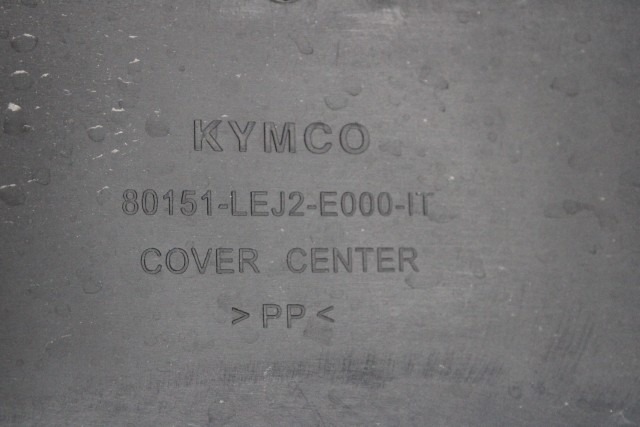 KYMCO
80151-LEJ2-E000-IT
COVER CENTER
>PP<